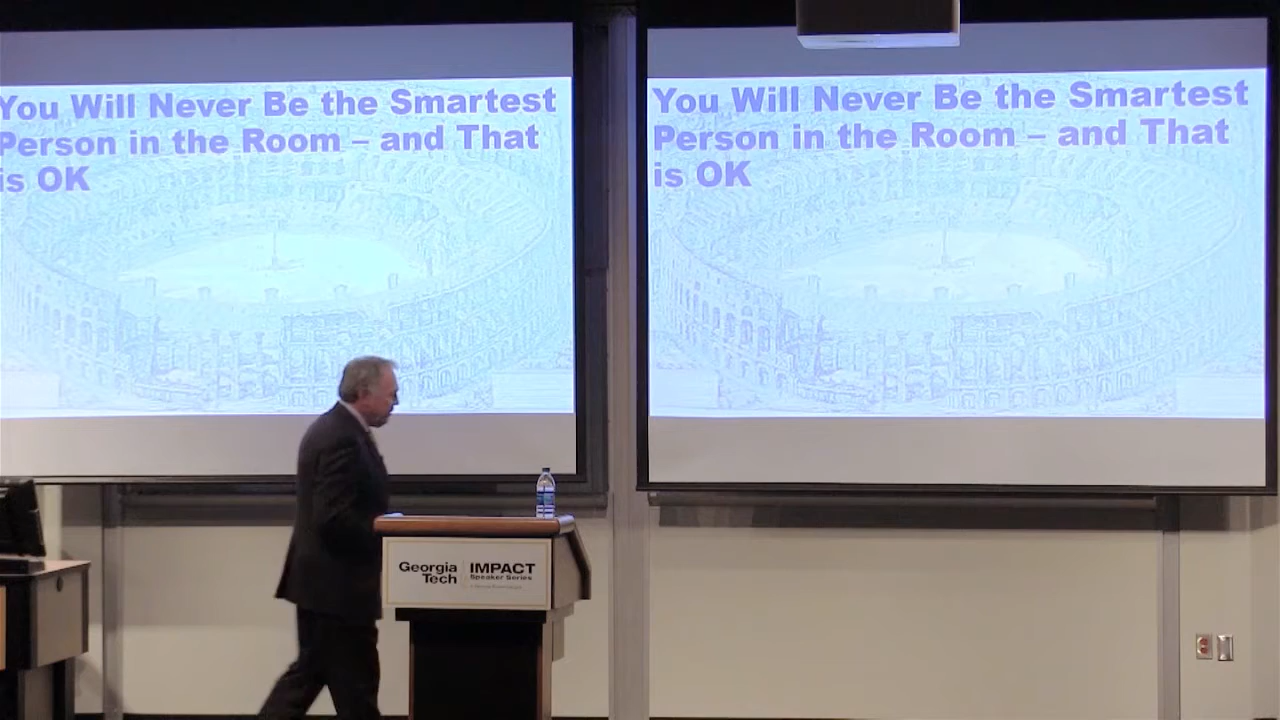 You Will Never Be the Smartest
Person in the Room – and That
is OK
You Will Never Be the Smartest
Person in the Room – and That
is OK
Georgia
Tech
IMPACT
Speaker Series